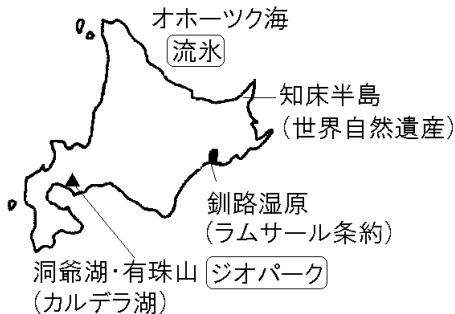 オホーツク海
流氷
知床半島
(世界自然遺産)
釧路湿原
(ラムサール条約)
洞爺湖・有珠山 ジオパーク
(カルデラ湖)